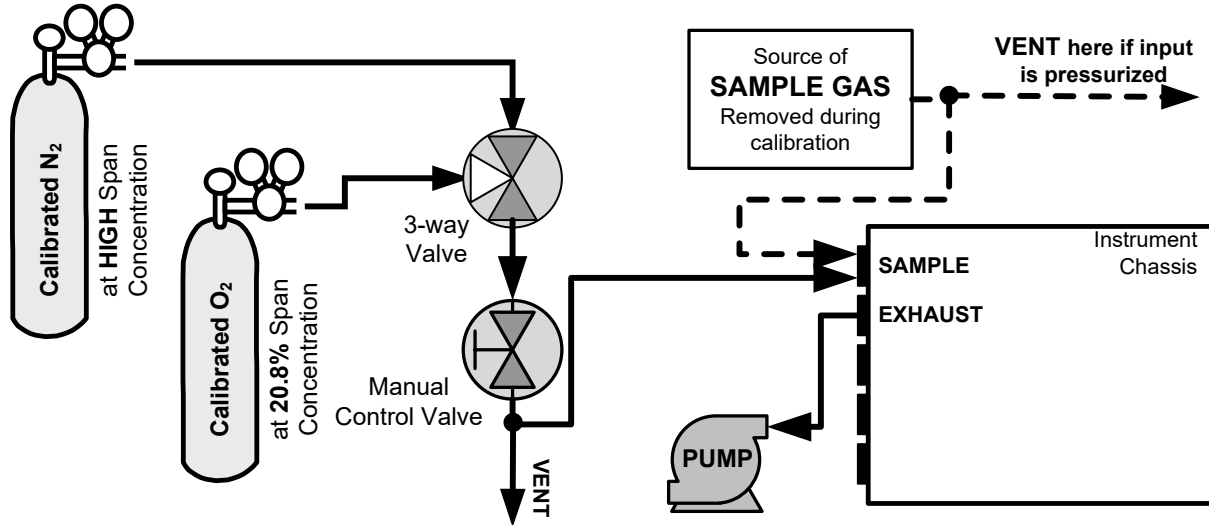 Calibrated N₂
at HIGH Span
Concentration
Calibrated O₂
at 20.8% Span
Concentration
3-way
Valve
Manual
Control Valve
VENT
Source of
SAMPLE GAS
Removed during
calibration
VENT here if input
is pressurized
Instrument
Chassis
SAMPLE
EXHAUST
PUMP